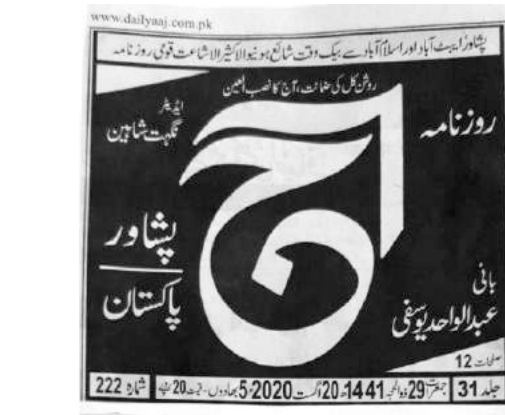 www.dailyaaj.com.pk
پشاور ایبٹ آباد اور اسلام آباد سے بیک وقت شائع ہونیوالا کثیر الاشاعت قومی روزنامہ
روشن کل کی ضمانت، آج کا نصب العین
روزنامہ
آج
ایڈیٹر
نگہت شاہین
پشاور
پاکستان
بانی
عبدالواحد یوسفی
صفحات 12
جلد 31 جمعرات 29 ذوالحجہ 1441ھ 20 اگست 2020ء 5 بھادوں - قیمت 20 روپے شمارہ 222